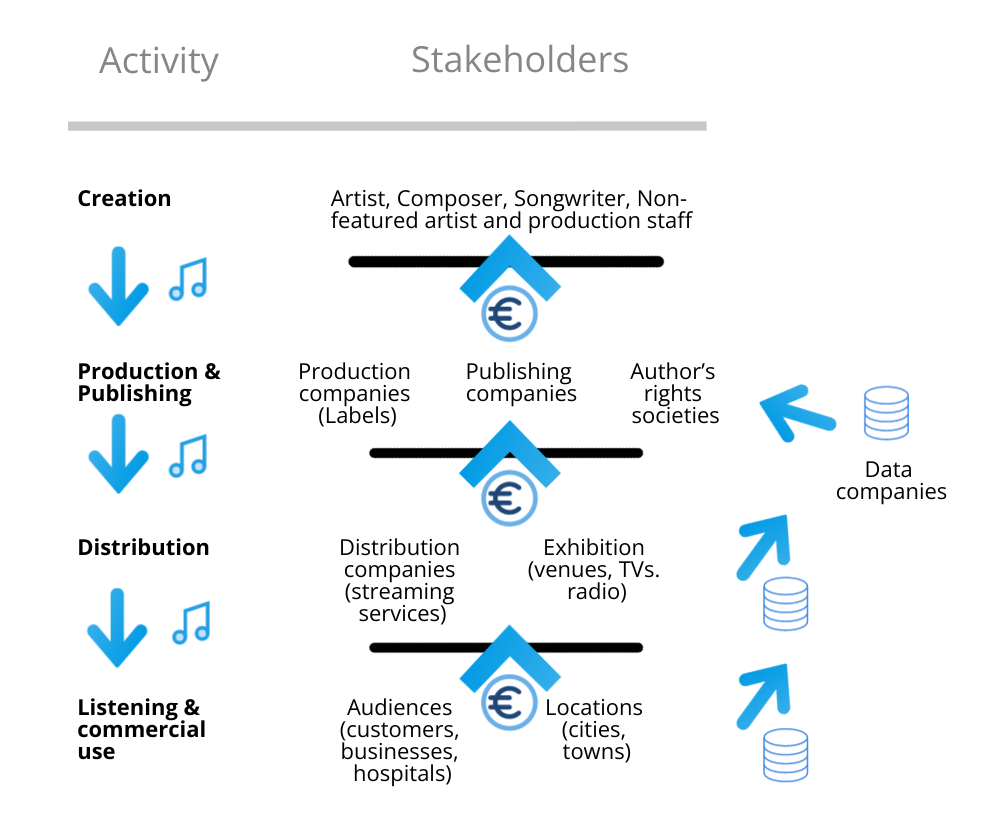 Activity
Stakeholders
Creation
Artist, Composer, Songwriter, Non-
featured artist and production staff
€
Production &
Publishing
Production
companies
(Labels)
Publishing
companies
Author’s
rights
societies
Data
companies
€
Distribution
Distribution
companies
(streaming
services)
Exhibition
(venues, TVs.
radio)
€
Listening &
commercial
use
Audiences
(customers,
businesses,
hospitals)
Locations
(cities,
towns)